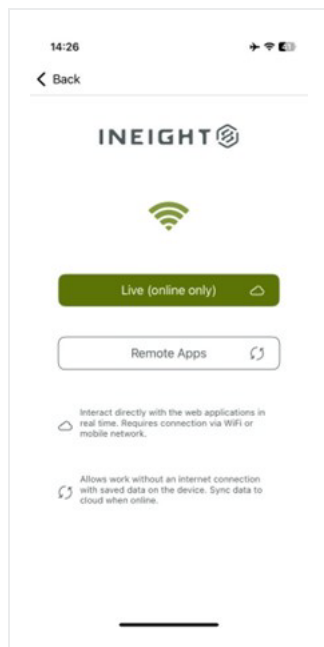 14:26
Back
INEIGHT
Live (online only)
Remote Apps
Interact directly with the web applications in
real time. Requires connection via WiFi or
mobile network.
Allows work without an internet connection
with saved data on the device. Sync data to
cloud when online.